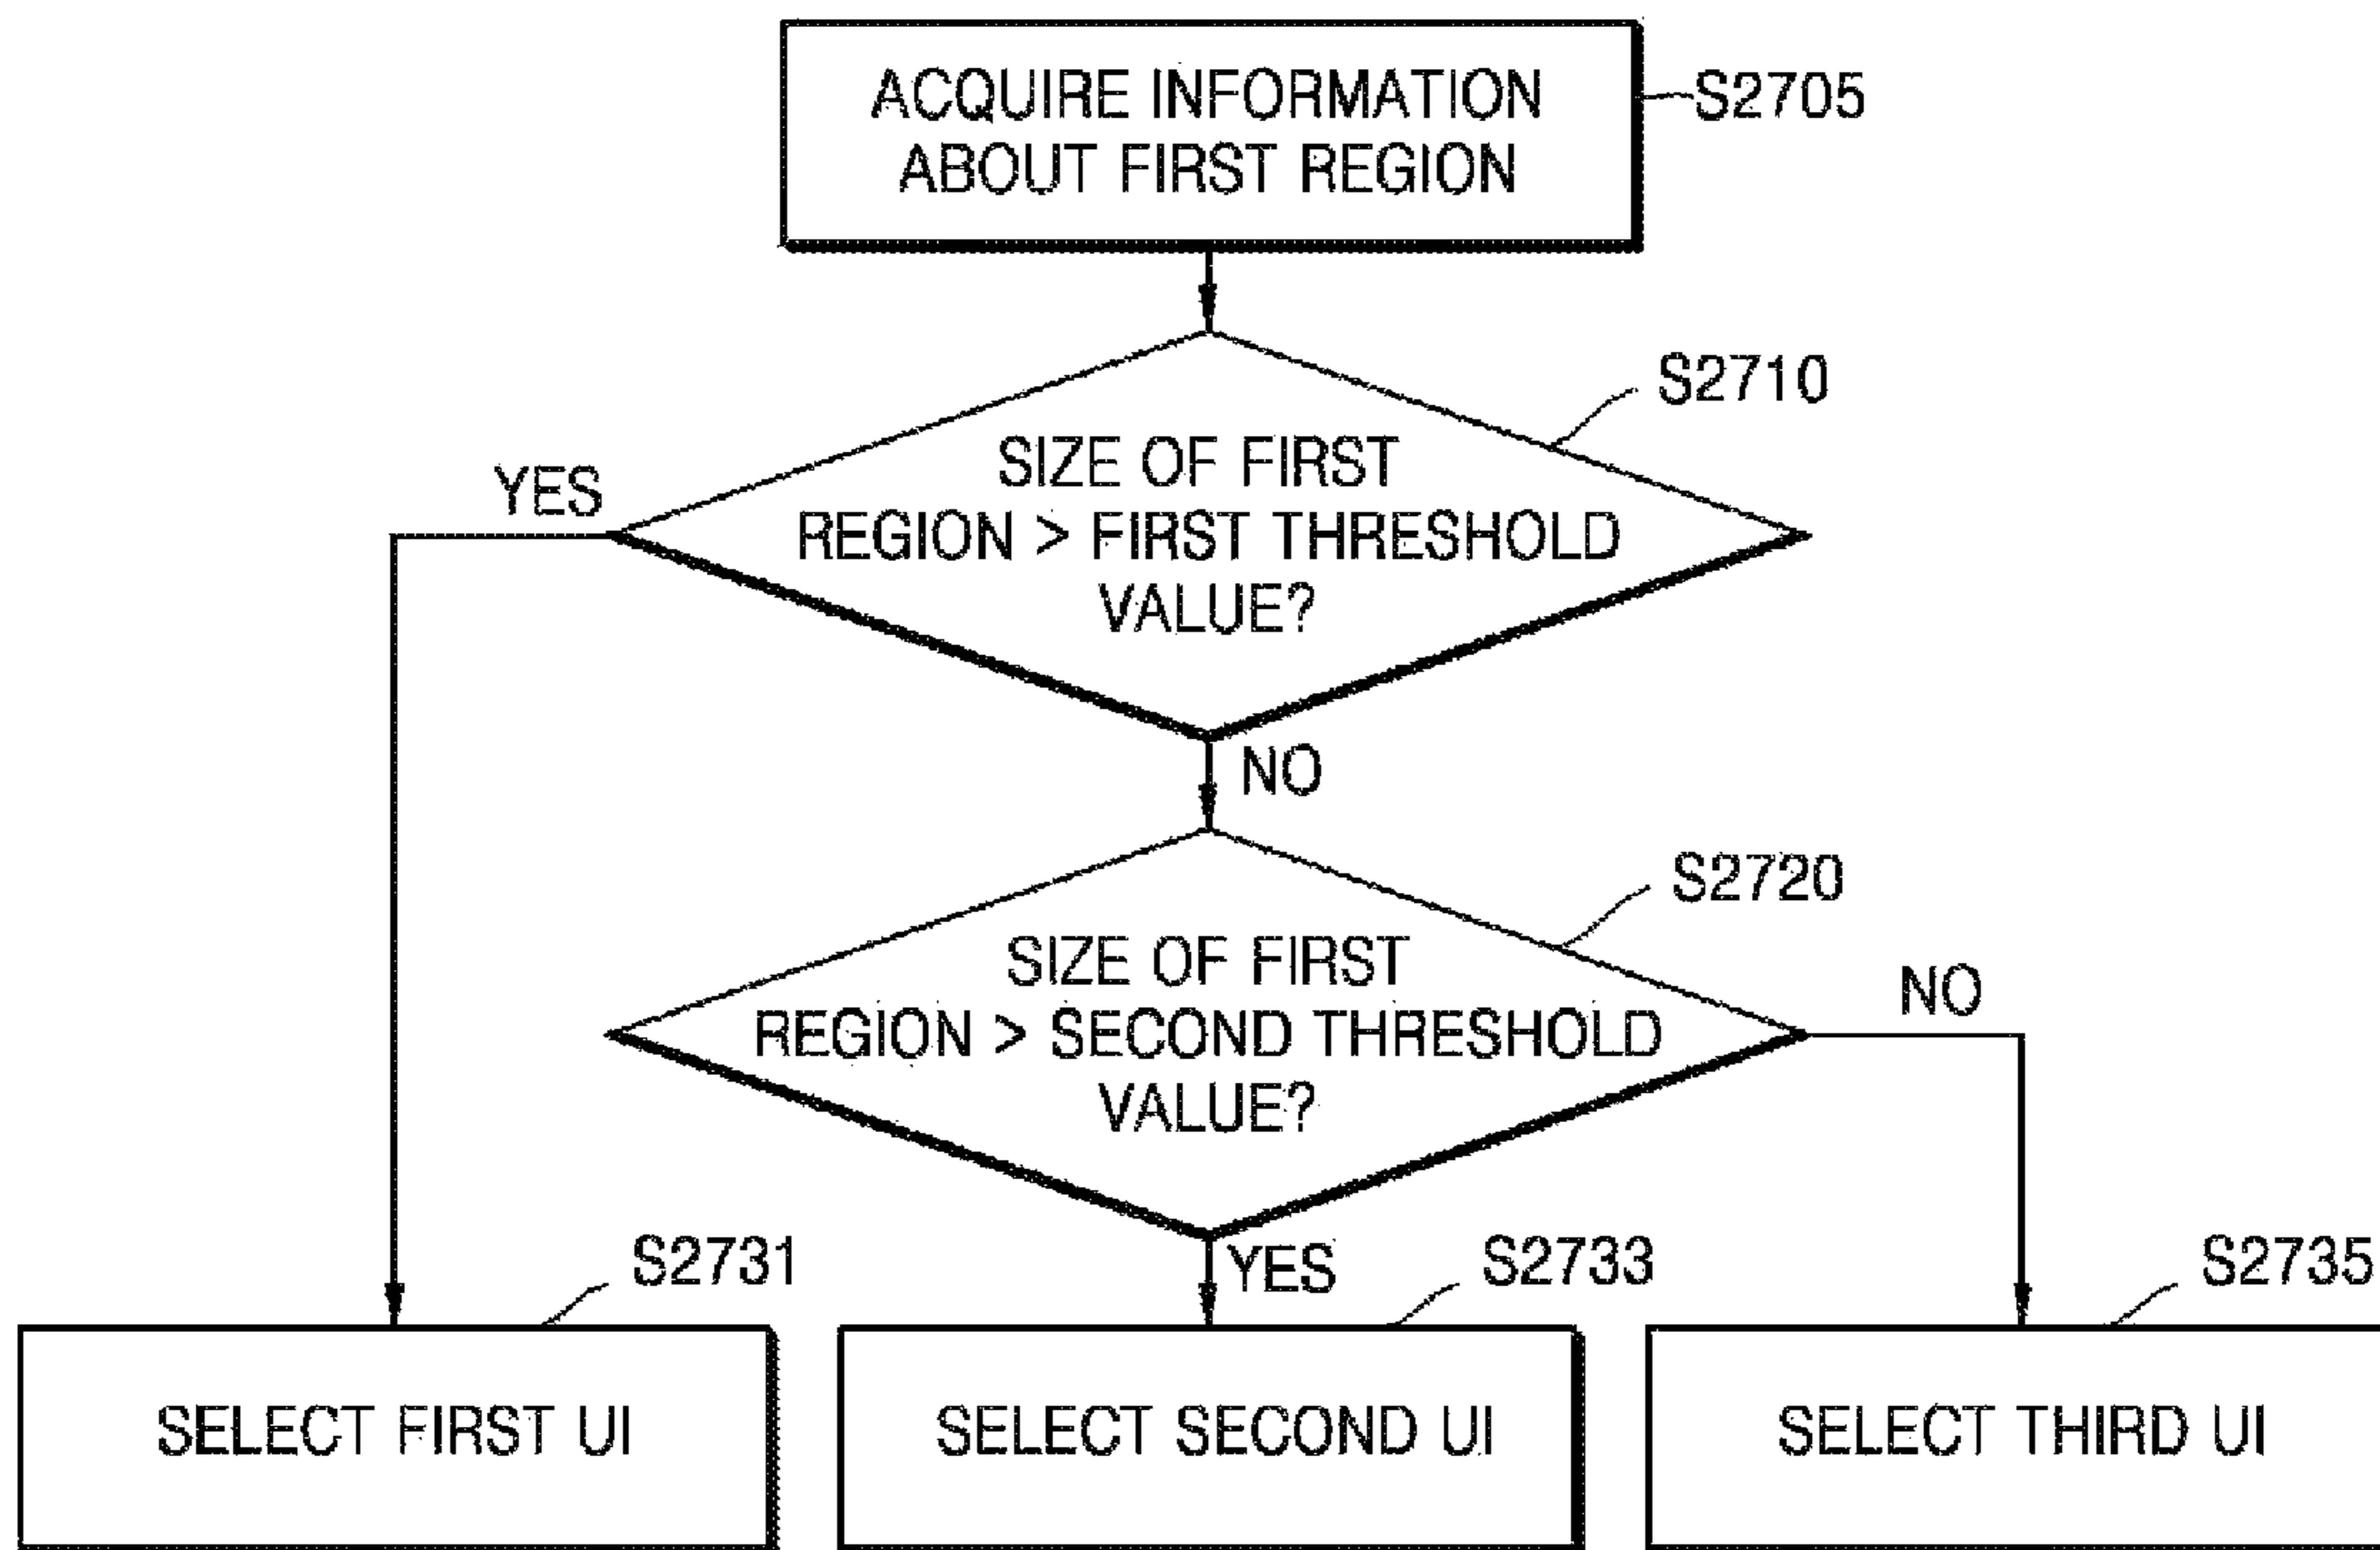 ACQUIRE INFORMATION
ABOUT FIRST REGION
S2705
S2710
SIZE OF FIRST
REGION > FIRST THRESHOLD
VALUE?
YES
NO
S2720
SIZE OF FIRST
REGION > SECOND THRESHOLD
VALUE?
NO
YES
S2731
SELECT FIRST UI
S2733
SELECT SECOND UI
S2735
SELECT THIRD UI